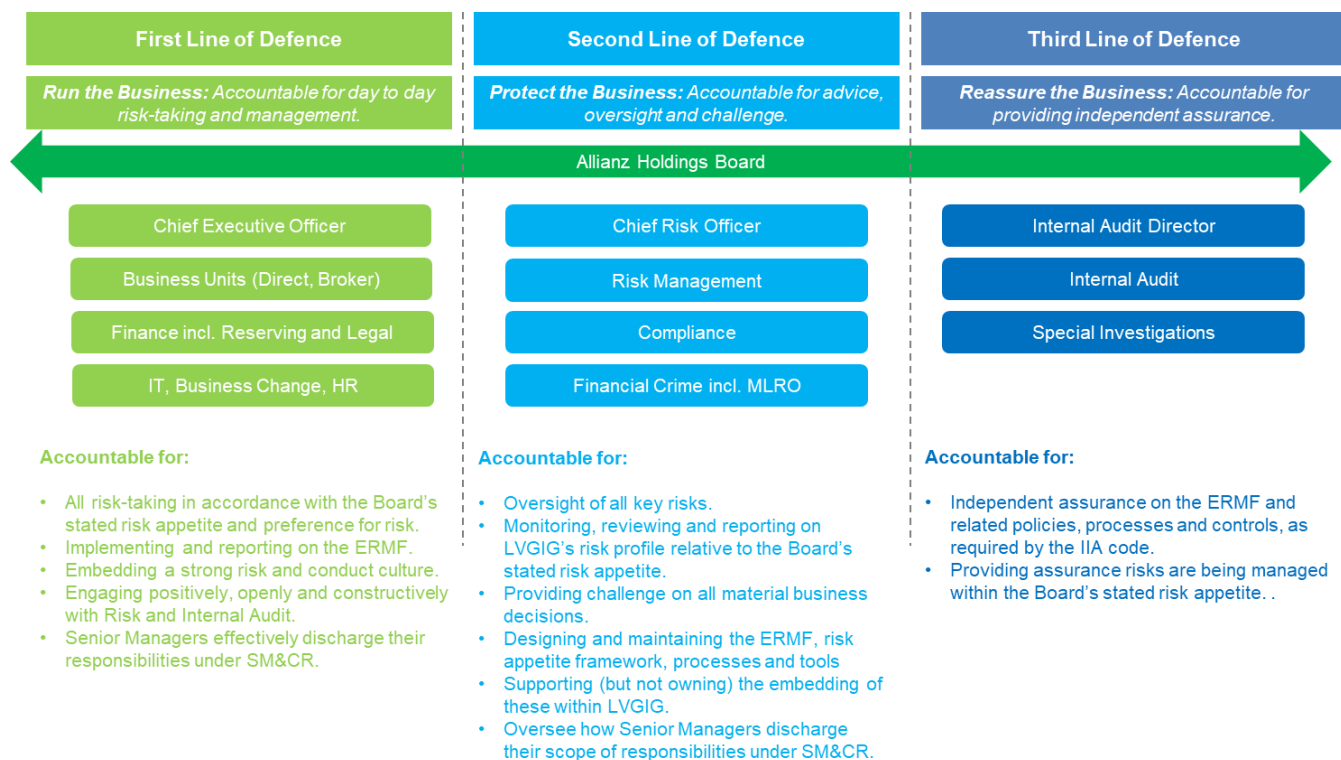 First Line of Defence
Second Line of Defence
Third Line of Defence
Run the Business: Accountable for day to day
risk-taking and management.
Protect the Business: Accountable for advice,
oversight and challenge.
Reassure the Business: Accountable for
providing independent assurance.
Allianz Holdings Board
Chief Executive Officer
Business Units (Direct, Broker)
Finance incl. Reserving and Legal
IT, Business Change, HR
Chief Risk Officer
Risk Management
Compliance
Financial Crime incl. MLRO
Internal Audit Director
Internal Audit
Special Investigations
Accountable for:
• All risk-taking in accordance with the Board’s
stated risk appetite and preference for risk.
• Implementing and reporting on the ERMF.
• Embedding a strong risk and conduct culture.
• Engaging positively, openly and constructively
with Risk and Internal Audit.
• Senior Managers effectively discharge their
responsibilities under SM&CR.
Accountable for:
• Oversight of all key risks.
• Monitoring, reviewing and reporting on
LVGIG’s risk profile relative to the Board’s
stated risk appetite.
• Providing challenge on all material business
decisions.
• Designing and maintaining the ERMF, risk
appetite framework, processes and tools
• Supporting (but not owning) the embedding of
these within LVGIG.
• Oversee how Senior Managers discharge
their scope of responsibilities under SM&CR.
Accountable for:
• Independent assurance on the ERMF and
related policies, processes and controls, as
required by the IIA code.
• Providing assurance risks are being managed
within the Board’s stated risk appetite. .